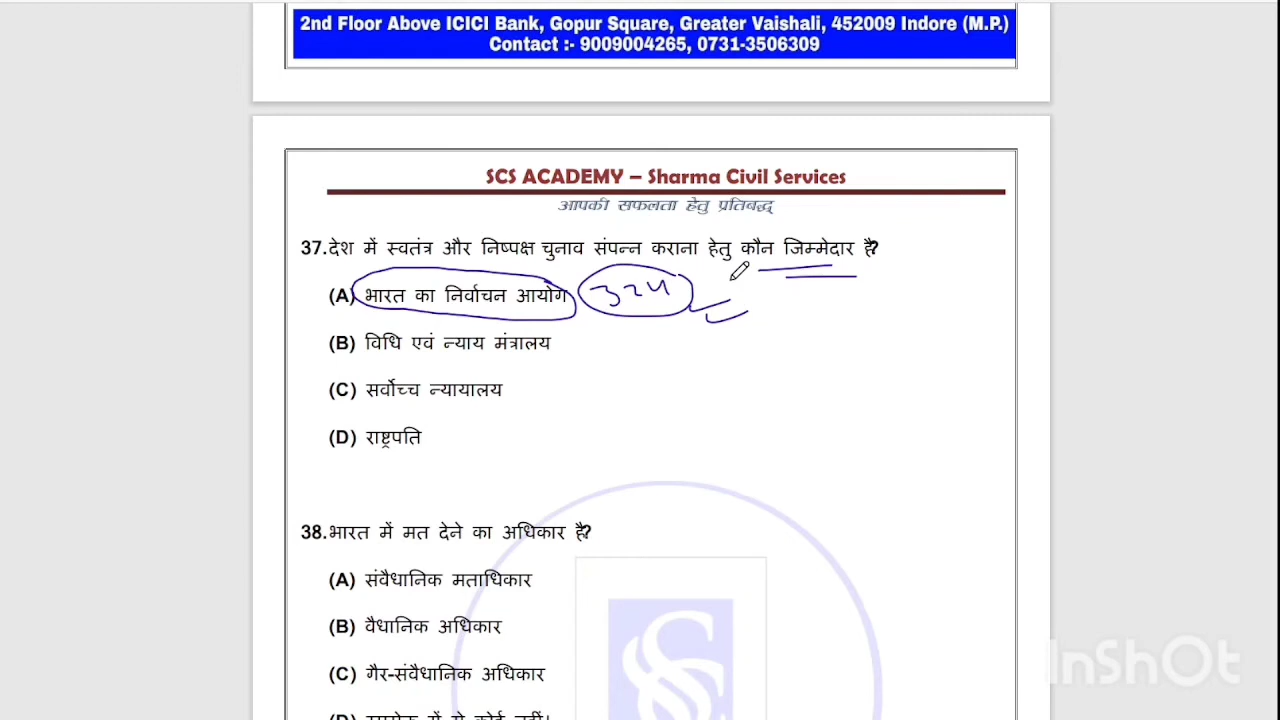 2nd Floor Above ICICI Bank, Gopur Square, Greater Vaishali, 452009 Indore (M.P.)
Contact :- 9009004265, 0731-3506309
SCS ACADEMY – Sharma Civil Services
आपकी सफलता हेतु प्रतिबद्ध
37.देश में स्वतंत्र और निष्पक्ष चुनाव संपन्न कराना हेतु कौन जिम्मेदार है?
(A) भारत का निर्वाचन आयोग 324
(B) विधि एवं न्याय मंत्रालय
(C) सर्वोच्च न्यायालय
(D) राष्ट्रपति
38.भारत में मत देने का अधिकार है?
(A) संवैधानिक मताधिकार
(B) वैधानिक अधिकार
(C) गैर-संवैधानिक अधिकार
(D) में से कोई नहीं।
InShOt